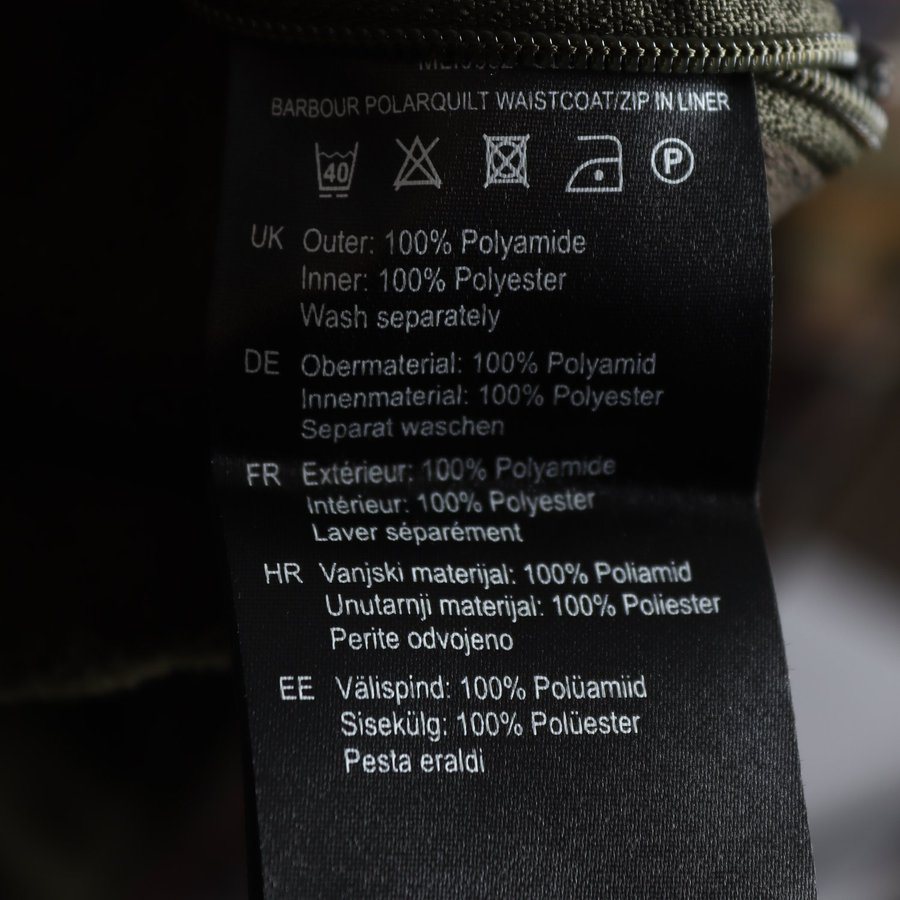 BARBOUR POLARQUILT WAISTCOAT/ZIP IN LINER
40 P
UK Outer: 100% Polyamide
Inner: 100% Polyester
Wash separately
DE Obermaterial: 100% Polyamid
Innenmaterial: 100% Polyester
Separat waschen
FR Extérieur: 100% Polyamide
Intérieur: 100% Polyester
Laver séparément
HR Vanjski materijal: 100% Poliamid
Unutarnji materijal: 100% Poliester
Perite odvojeno
EE Välispind: 100% Polüamiid
Sisekülg: 100% Polüester
Pesta eraldi